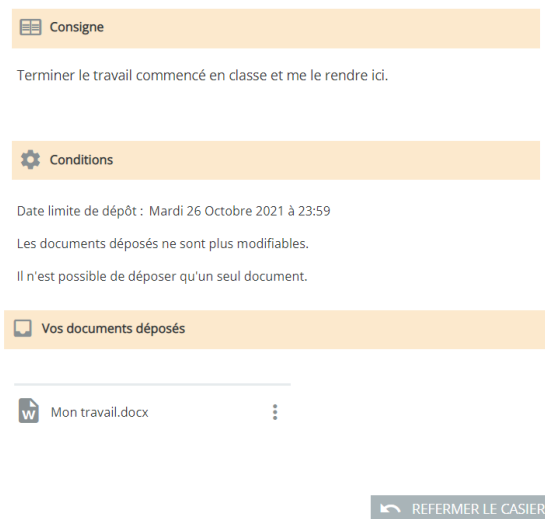 Consigne
Terminer le travail commencé en classe et me le rendre ici.
Conditions
Date limite de dépôt : Mardi 26 Octobre 2021 à 23:59
Les documents déposés ne sont plus modifiables.
Il n'est possible de déposer qu'un seul document.
Vos documents déposés
W Mon travail.docx
REFERMER LE CASIER